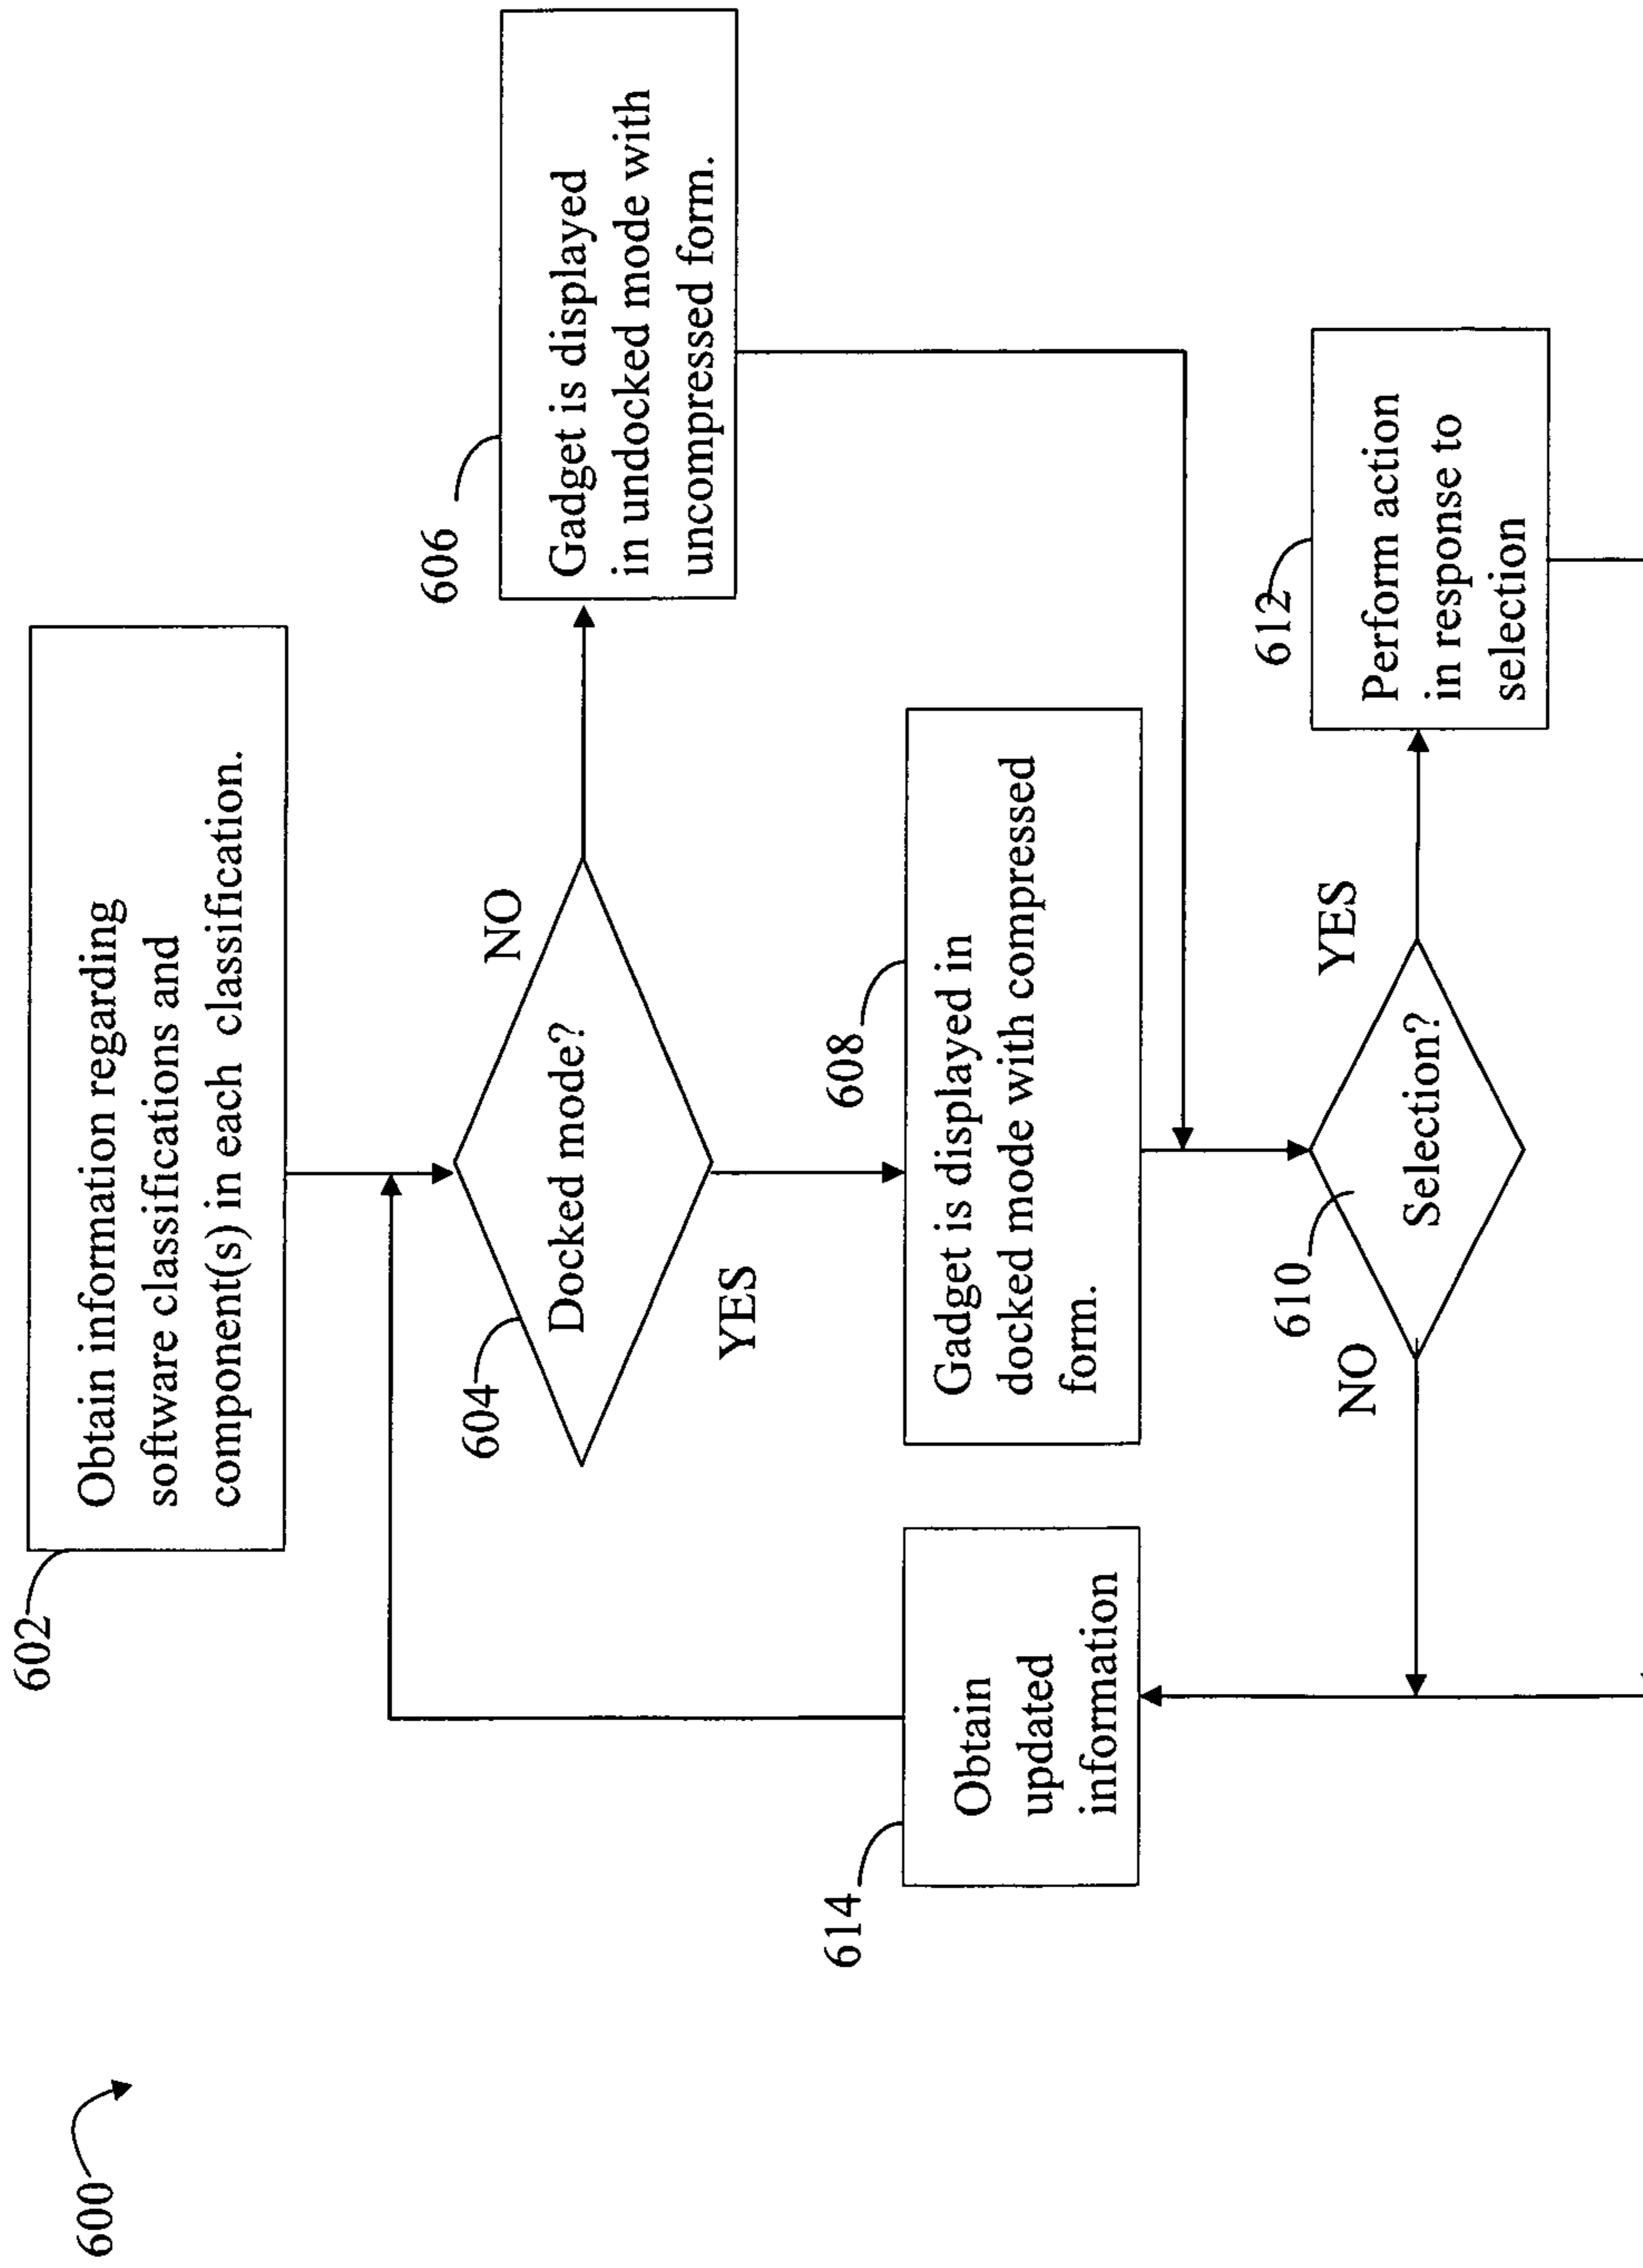 600
602
Obtain information regarding
software classifications and
component(s) in each classification.
604
Docked mode?
NO
YES
606
Gadget is displayed
in undocked mode with
uncompressed form.
608
Gadget is displayed in
docked mode with compressed
form.
614
Obtain
updated
information
610
Selection?
NO
YES
612
Perform action
in response to
selection